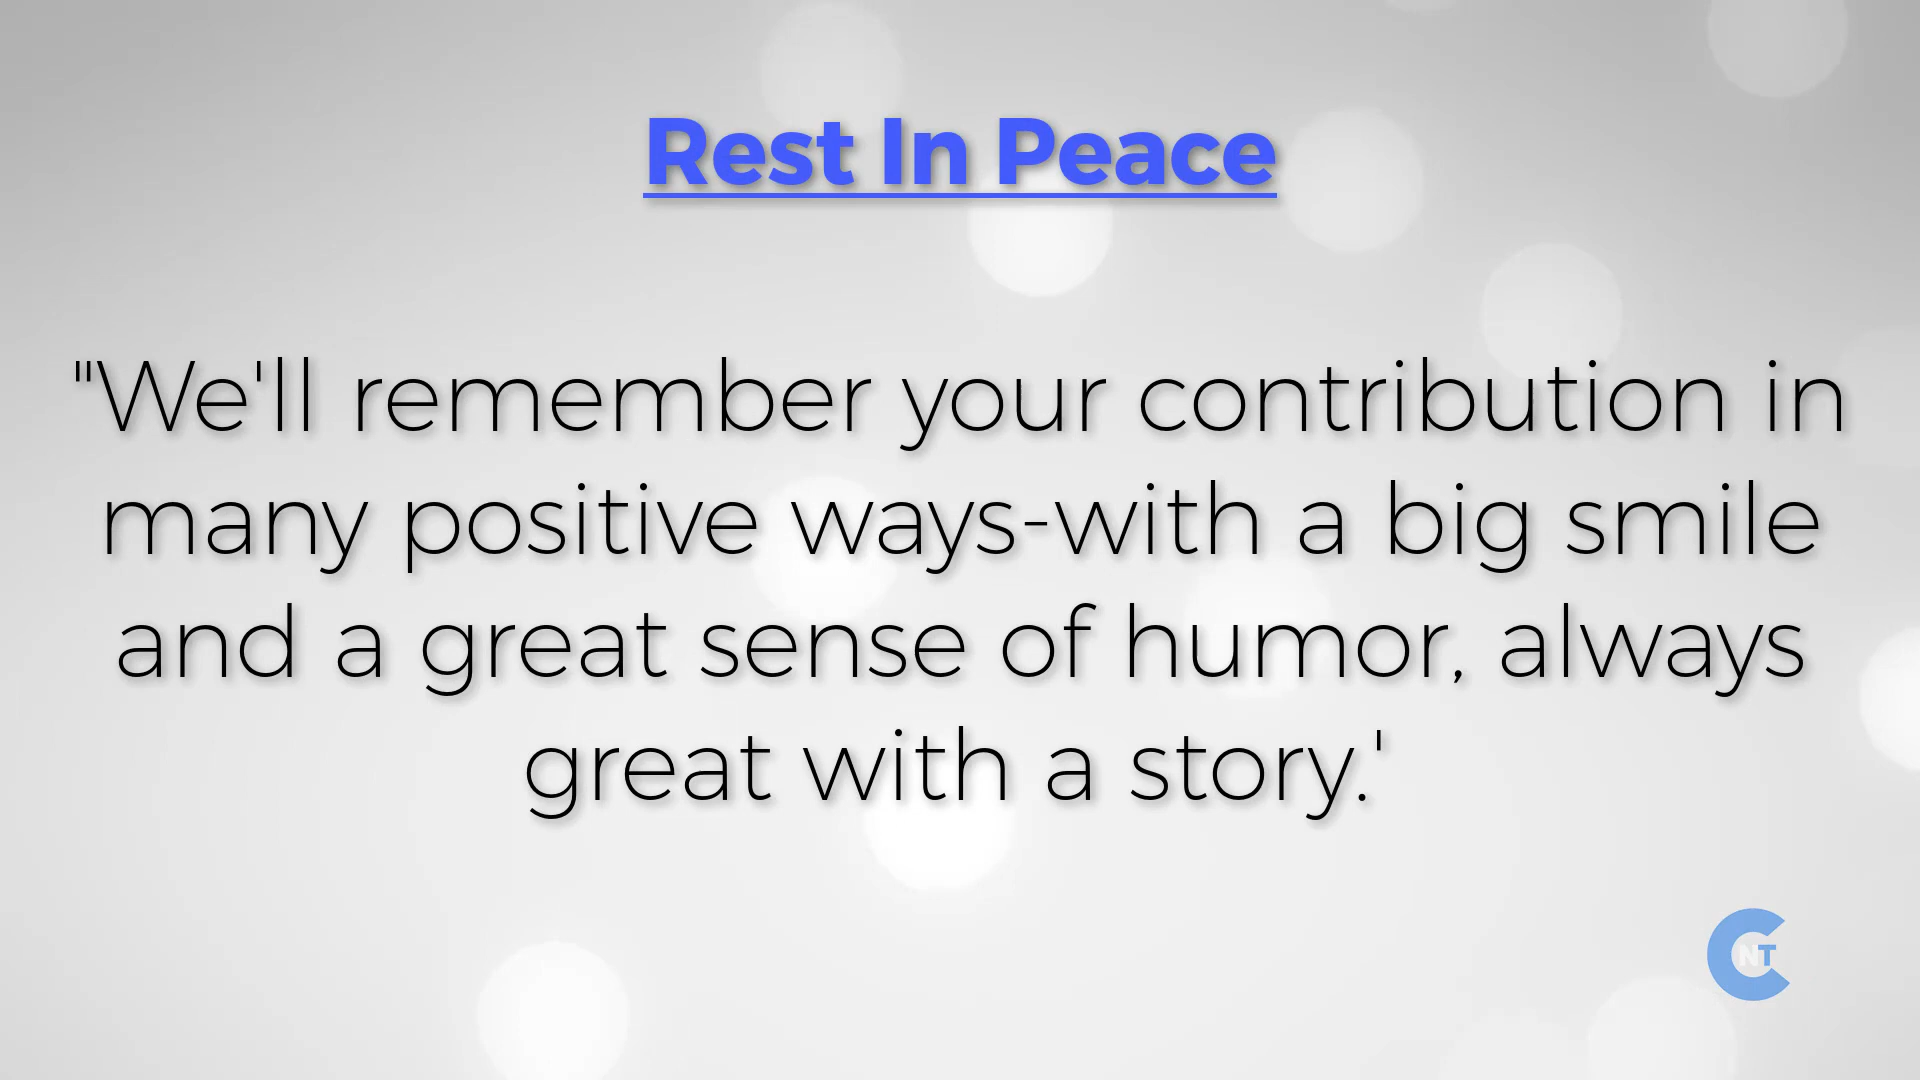 Rest In Peace
"We'll remember your contribution in
many positive ways-with a big smile
and a great sense of humor, always
great with a story.'
CNT